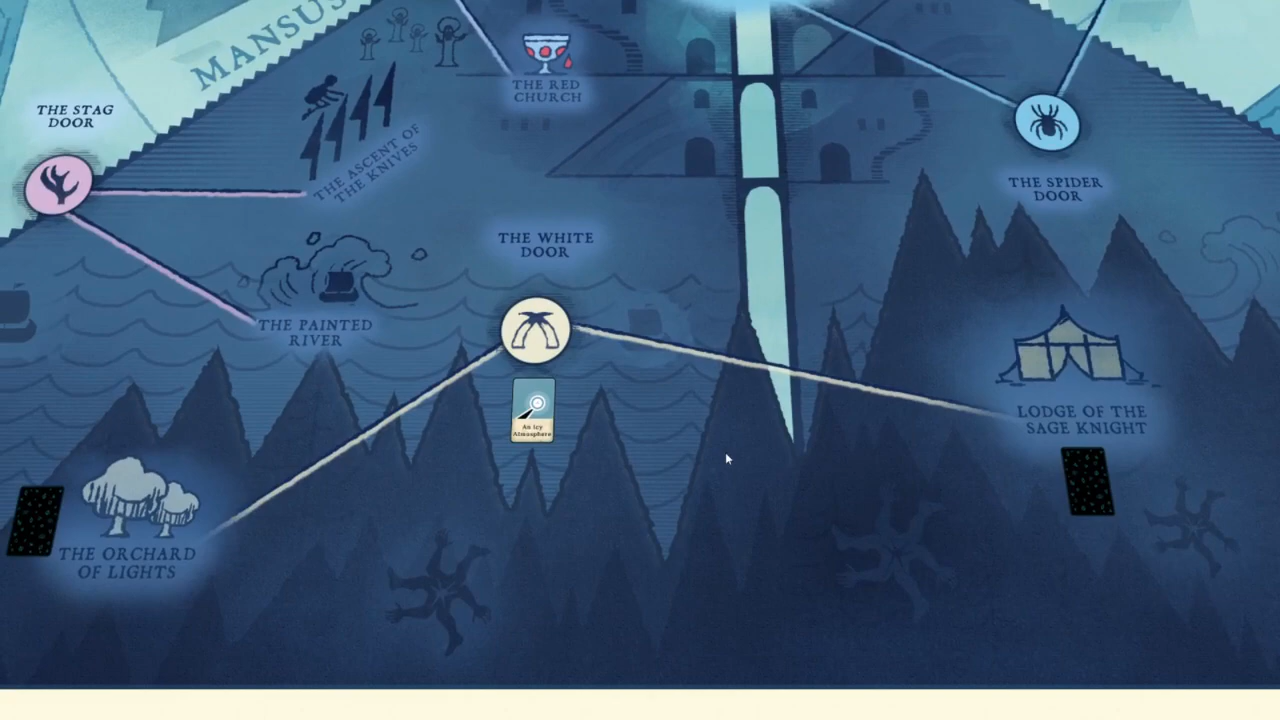 MANSUS
THE RED
CHURCH
THE STAG
DOOR
THE ASCENT OF
THE KNIVES
THE SPIDER
DOOR
THE WHITE
DOOR
THE PAINTED
RIVER
An Icy
Atmosphere
LODGE OF THE
SAGE KNIGHT
THE ORCHARD
OF LIGHTS